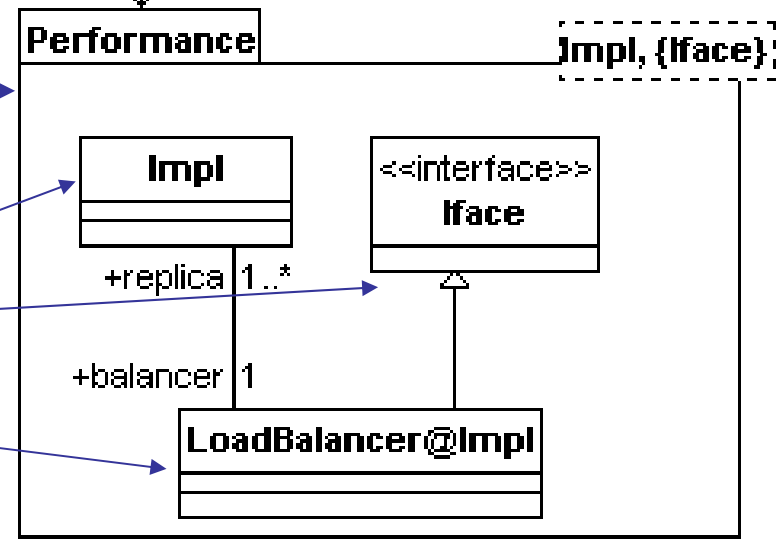 Performance
Impl, {Iface}
Impl
<<interface>>
Iface
+replica 1..*
+balancer 1
LoadBalancer@Impl